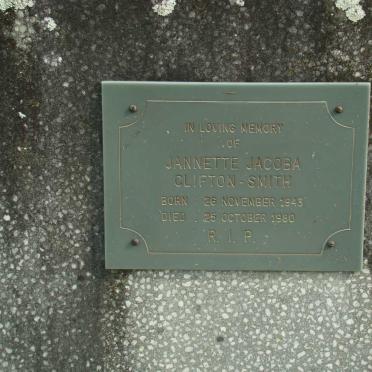 IN LOVING MEMORY
OF
JANNETTE JACOBA
CLIFTON-SMITH
BORN 26 NOVEMBER 1943
DIED 25 OCTOBER 1980
R. I. P.